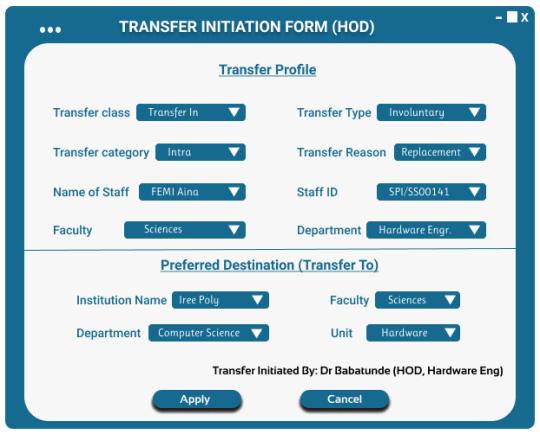 TRANSFER INITIATION FORM (HOD)
X
Transfer Profile
Transfer class Transfer In Transfer Type Involuntary
Transfer category Intra Transfer Reason Replacement
Name of Staff FEMI Aina Staff ID SPI/SS00141
Faculty Sciences Department Hardware Engr.
Preferred Destination (Transfer To)
Institution Name Iree Poly Faculty Sciences
Department Computer Science Unit Hardware
Transfer Initiated By: Dr Babatunde (HOD, Hardware Eng)
Apply Cancel